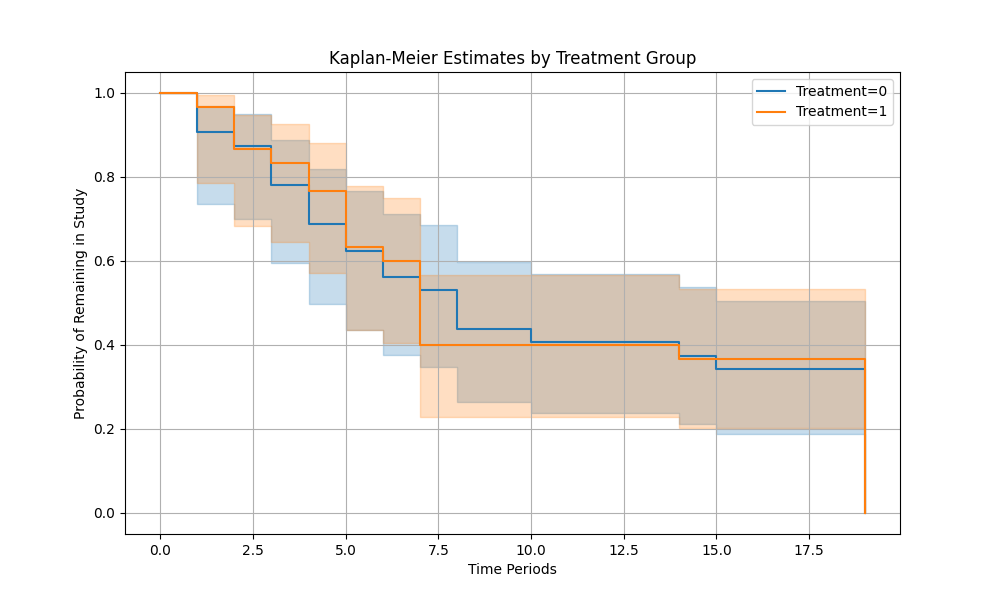 Kaplan-Meier Estimates by Treatment Group
Treatment=0
Treatment=1
Probability of Remaining in Study
1.0
0.8
0.6
0.4
0.2
0.0
0.0 2.5 5.0 7.5 10.0 12.5 15.0 17.5
Time Periods